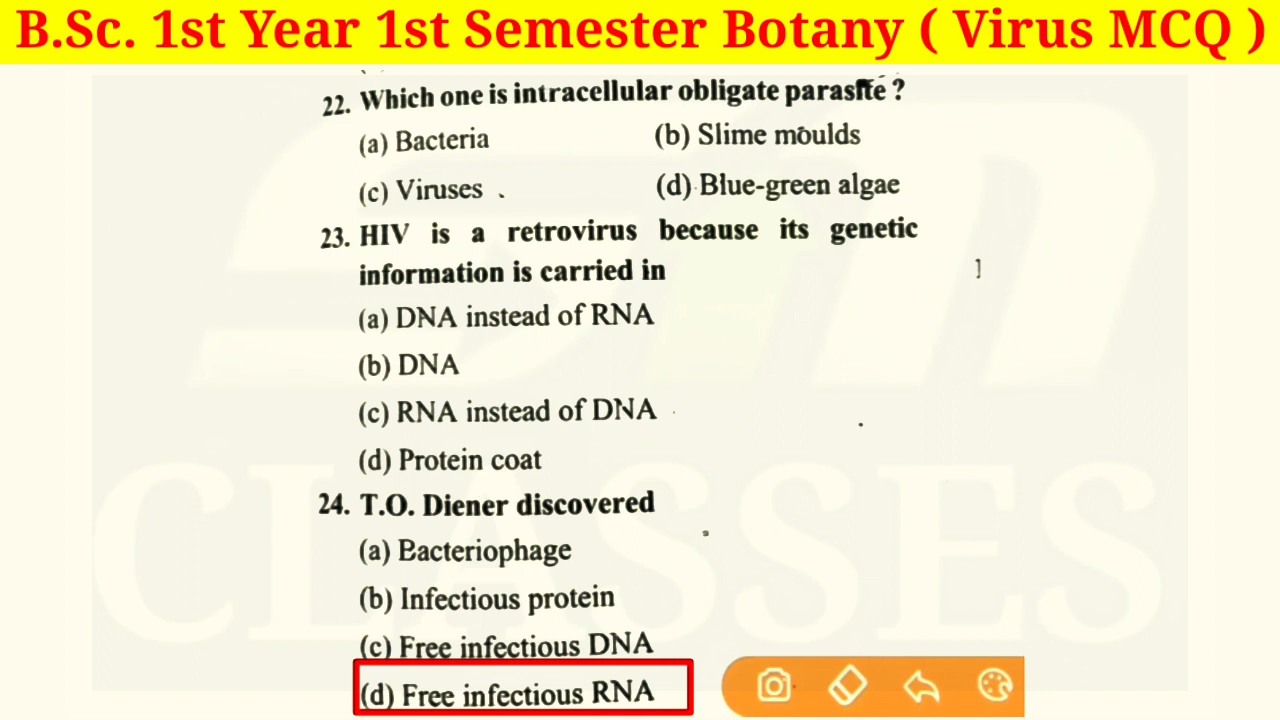 B.Sc. 1st Year 1st Semester Botany ( Virus MCQ )
22. Which one is intracellular obligate parasite ?
(a) Bacteria (b) Slime moulds
(c) Viruses (d) Blue-green algae
23. HIV is a retrovirus because its genetic
information is carried in
(a) DNA instead of RNA
(b) DNA
(c) RNA instead of DNA
(d) Protein coat
24. T.O. Diener discovered
(a) Bacteriophage
(b) Infectious protein
(c) Free infectious DNA
(d) Free infectious RNA
CLASSES